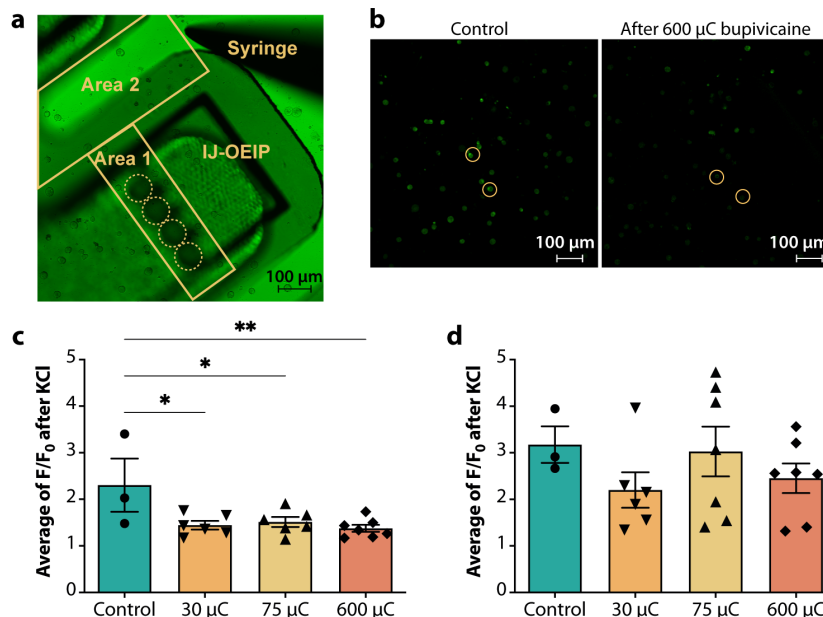 a
Syringe
Area 2
Area 1
IJ-OEIP
100 µm
b
Control
After 600 µC bupivicaine
100 µm
100 µm
c
**
*
*
Average of F/F0 after KCl
5
4
3
2
1
0
Control
30 µC
75 µC
600 µC
d
Average of F/F0 after KCl
5
4
3
2
1
0
Control
30 µC
75 µC
600 µC